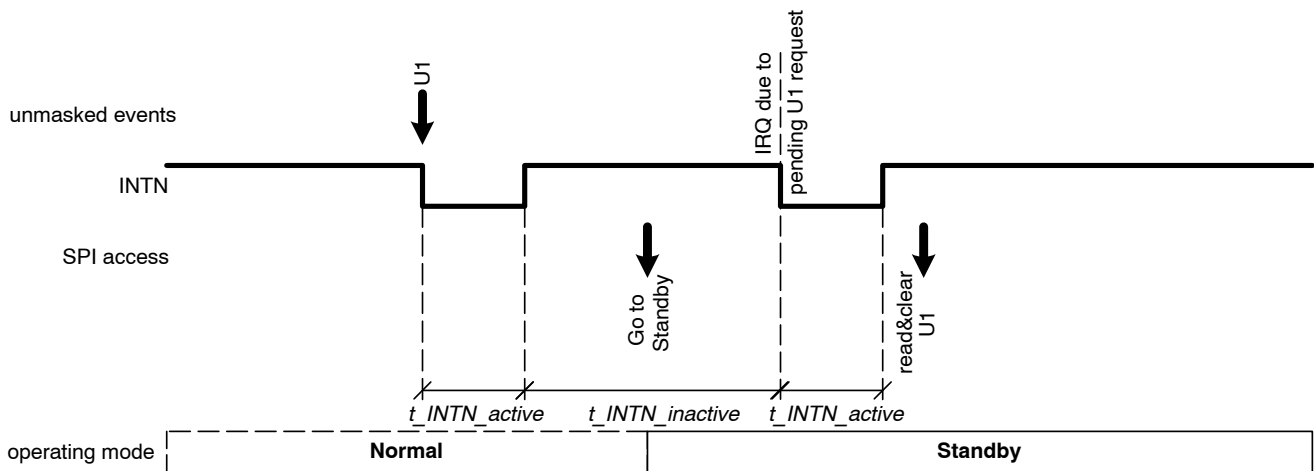 U1
IRQ due to
pending U1 request
unmasked events
INTN
SPI access
Go to
Standby
read&clear
U1
t_INTN_active
t_INTN_inactive
t_INTN_active
operating mode
Normal
Standby